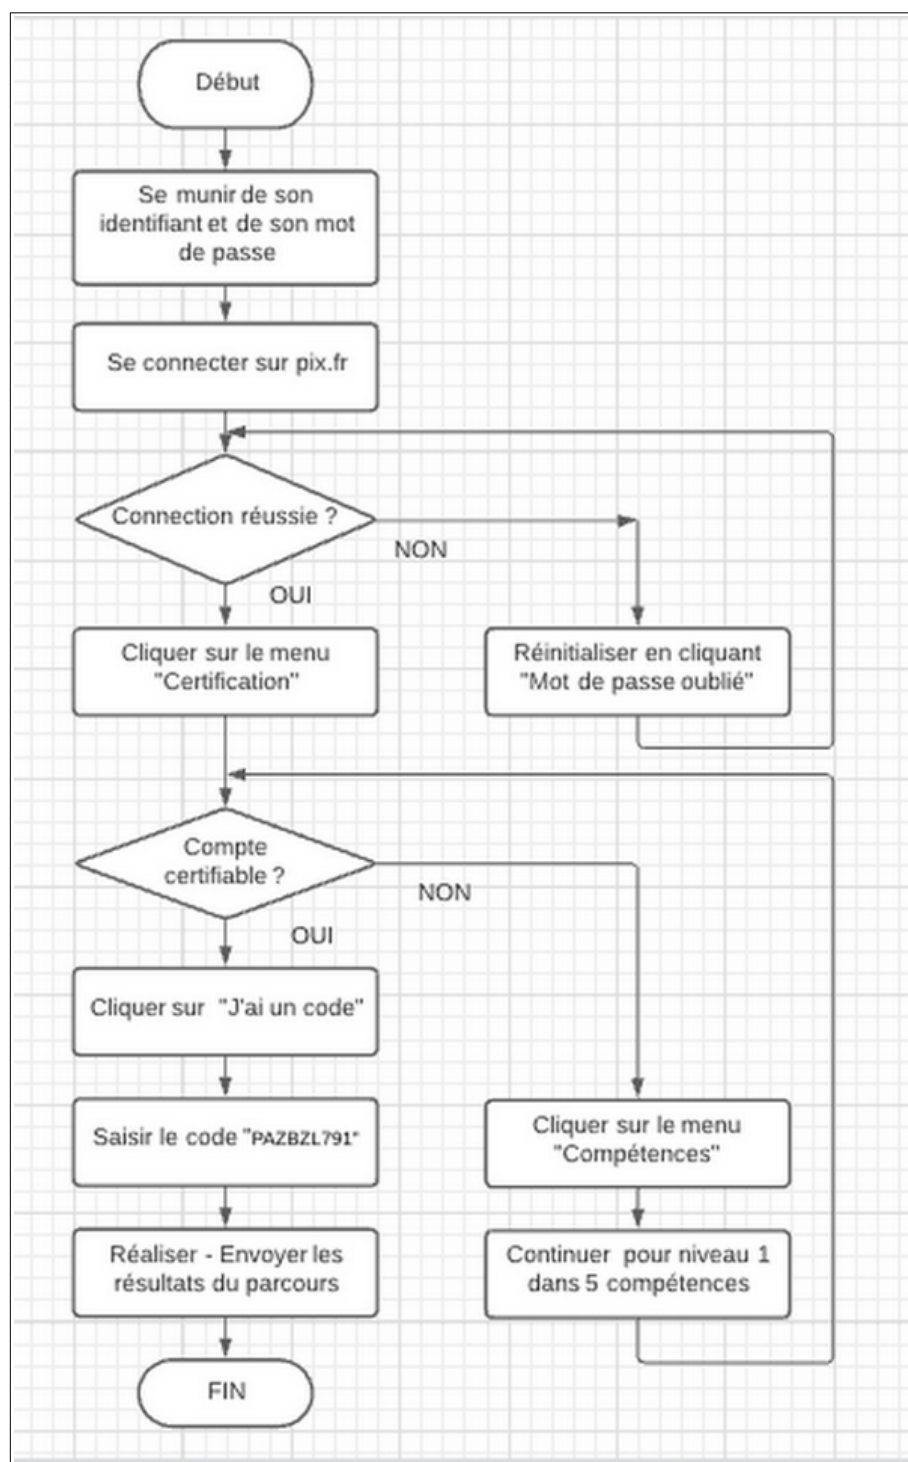 Début
Se munir de son
identifiant et de son mot
de passe
Se connecter sur pix.fr
Connection réussie ?
NON
OUI
Cliquer sur le menu
"Certification"
Réinitialiser en cliquant
"Mot de passe oublié"
Compte
certifiable ?
NON
OUI
Cliquer sur "J'ai un code"
Saisir le code "PAZBZL791"
Cliquer sur le menu
"Compétences"
Réaliser - Envoyer les
résultats du parcours
Continuer pour niveau 1
dans 5 compétences
FIN